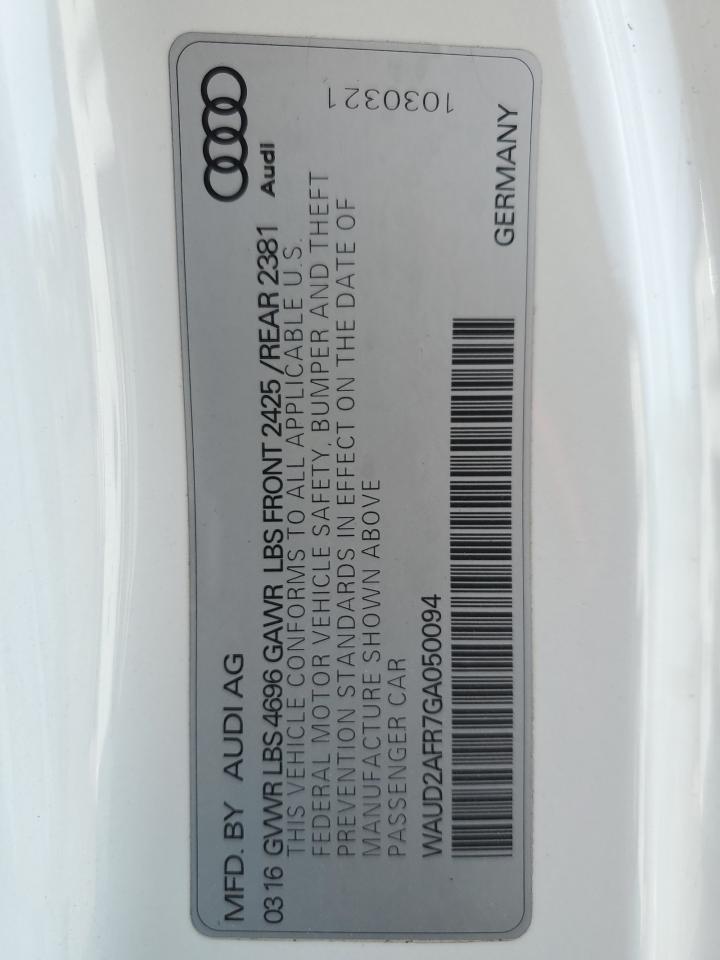 MFD. BY AUDI AG
03 16 GVWR LBS 4696 GAWR LBS FRONT 2425 /REAR 2381
THIS VEHICLE CONFORMS TO ALL APPLICABLE U.S.
FEDERAL MOTOR VEHICLE SAFETY, BUMPER AND THEFT
PREVENTION STANDARDS IN EFFECT ON THE DATE OF
MANUFACTURE SHOWN ABOVE
PASSENGER CAR
WAUD2AFR7GA050094
Audi
1030321
GERMANY